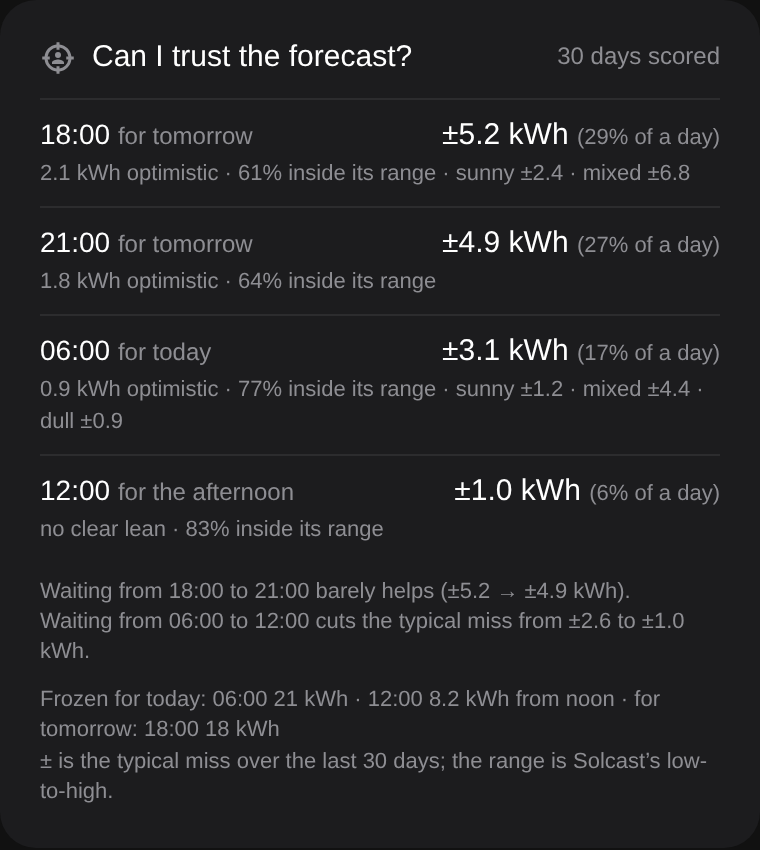 Can I trust the forecast? 30 days scored
18:00 for tomorrow ±5.2 kWh (29% of a day)
2.1 kWh optimistic · 61% inside its range · sunny ±2.4 · mixed ±6.8
21:00 for tomorrow ±4.9 kWh (27% of a day)
1.8 kWh optimistic · 64% inside its range
06:00 for today ±3.1 kWh (17% of a day)
0.9 kWh optimistic · 77% inside its range · sunny ±1.2 · mixed ±4.4 ·
dull ±0.9
12:00 for the afternoon ±1.0 kWh (6% of a day)
no clear lean · 83% inside its range
Waiting from 18:00 to 21:00 barely helps (±5.2 → ±4.9 kWh).
Waiting from 06:00 to 12:00 cuts the typical miss from ±2.6 to ±1.0
kWh.
Frozen for today: 06:00 21 kWh · 12:00 8.2 kWh from noon · for
tomorrow: 18:00 18 kWh
± is the typical miss over the last 30 days; the range is Solcast’s low-
to-high.